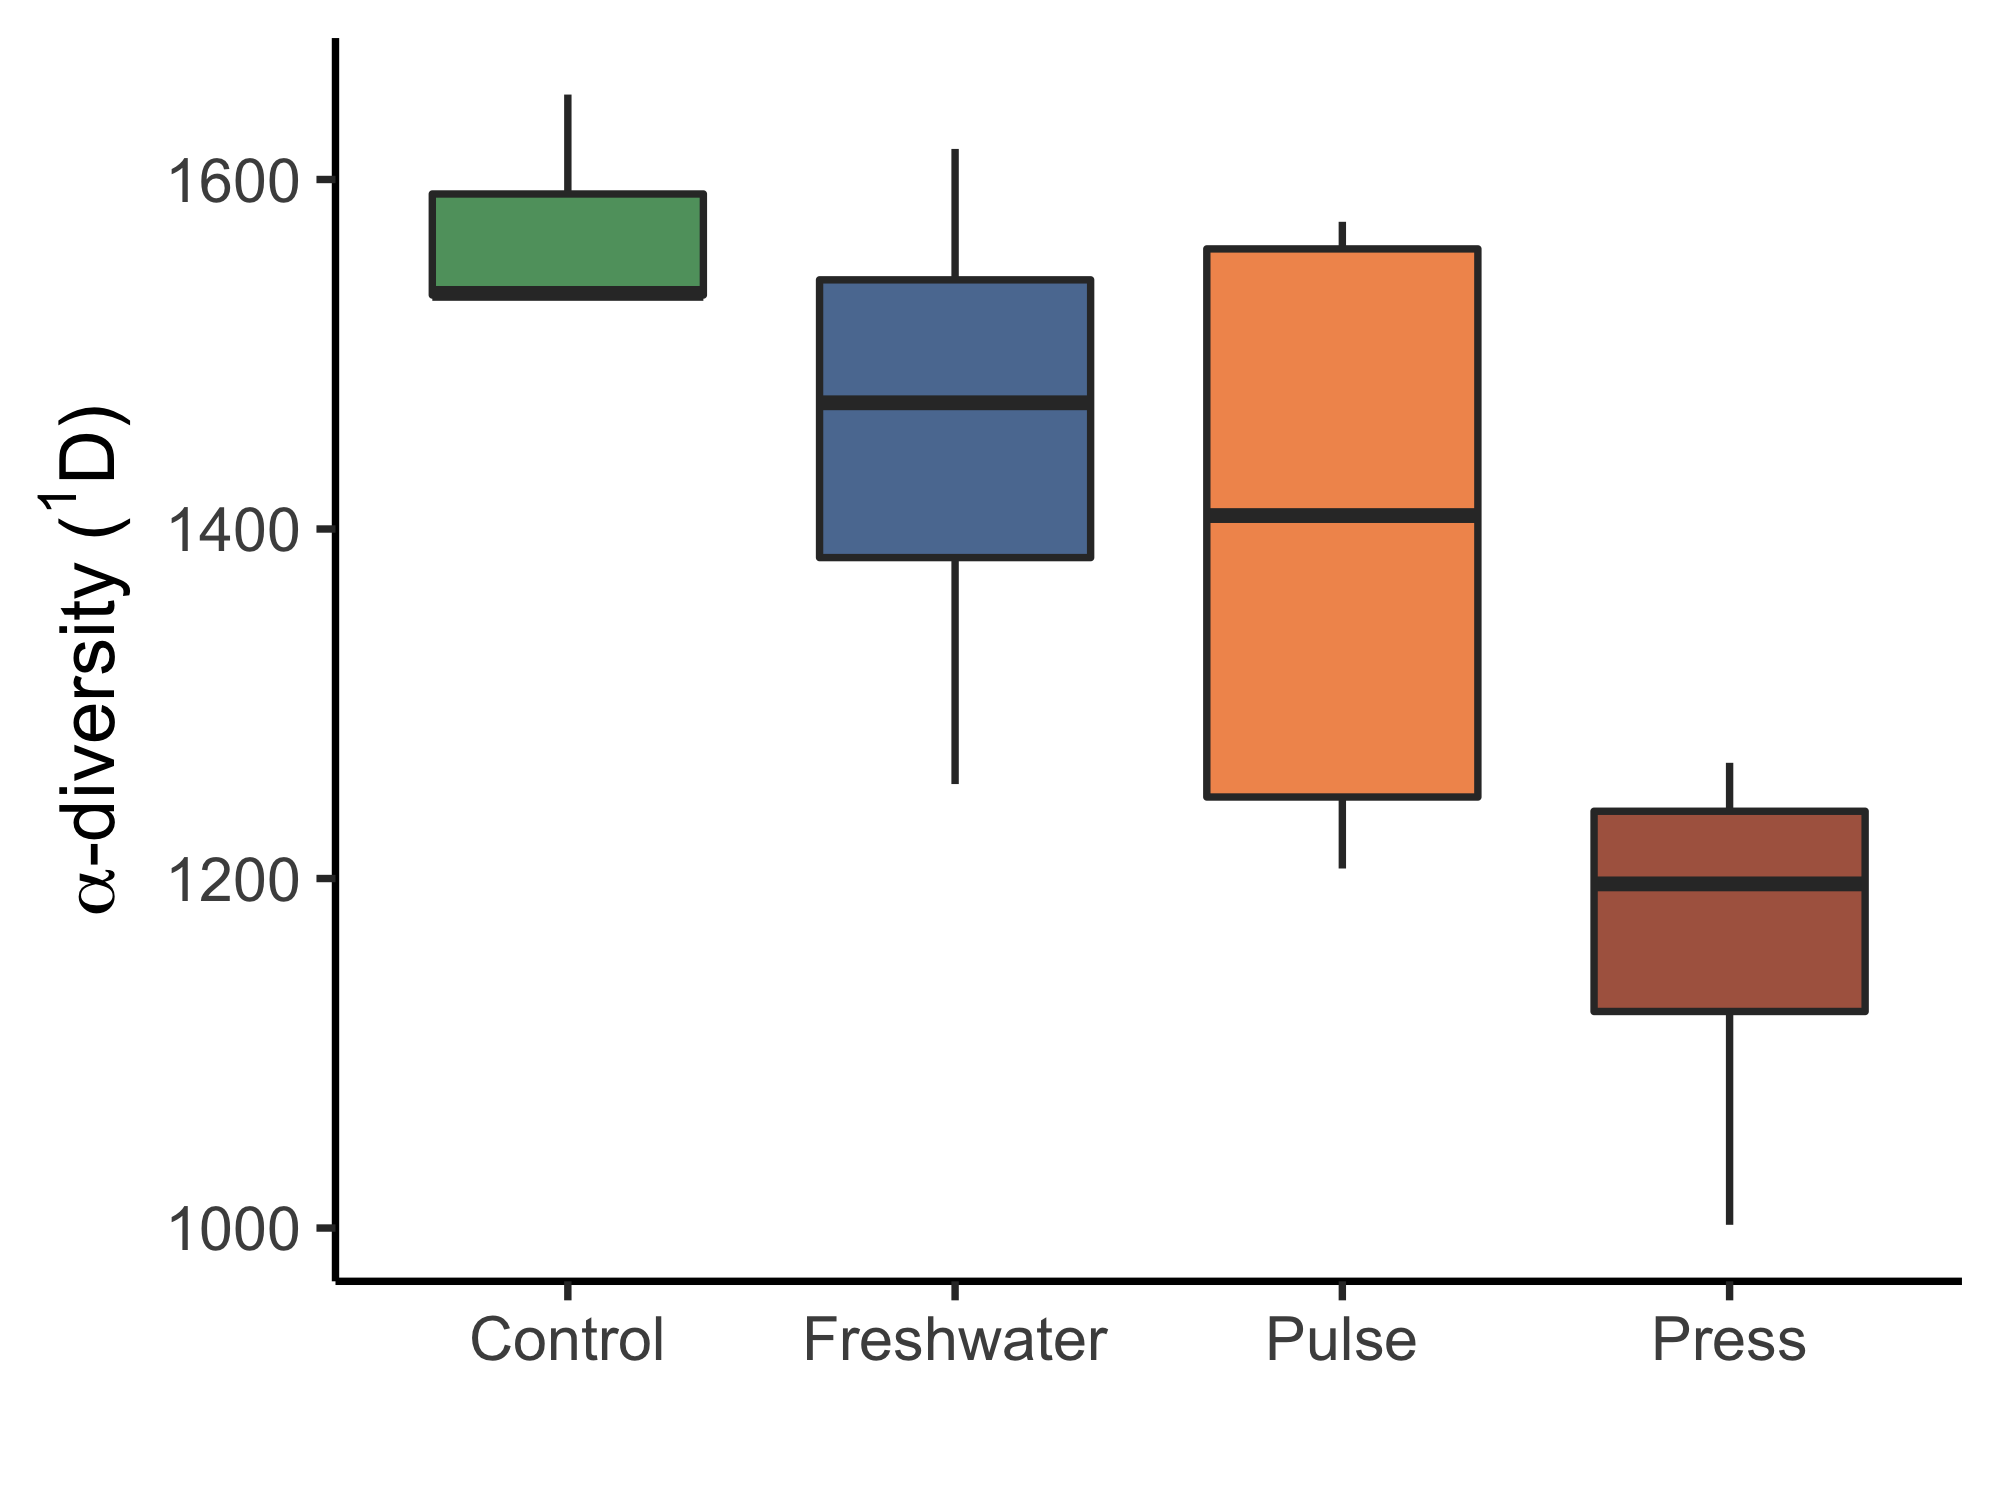 α-diversity (¹D)
1600
1400
1200
1000
Control Freshwater Pulse Press